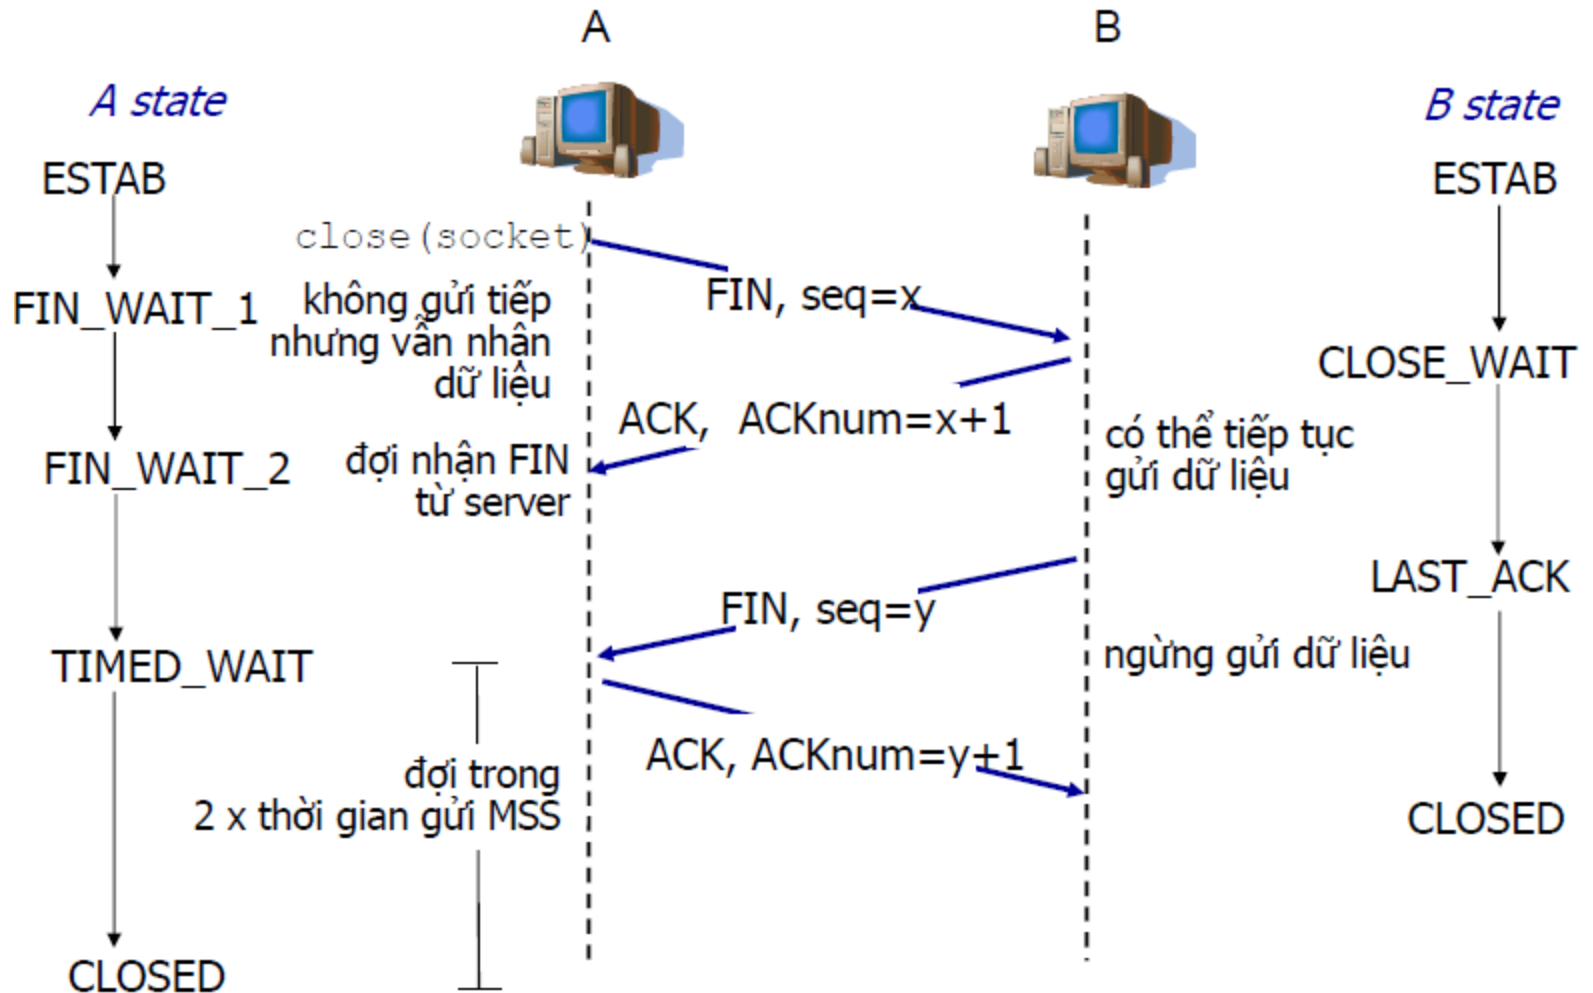 A
B
A state
B state
ESTAB
ESTAB
close(socket)
FIN_WAIT_1
không gửi tiếp
nhưng vẫn nhận
dữ liệu
FIN, seq=x
CLOSE_WAIT
ACK, ACKnum=x+1
có thể tiếp tục
gửi dữ liệu
FIN_WAIT_2
đợi nhận FIN
từ server
LAST_ACK
FIN, seq=y
TIMED_WAIT
ngừng gửi dữ liệu
ACK, ACKnum=y+1
đợi trong
2 x thời gian gửi MSS
CLOSED
CLOSED